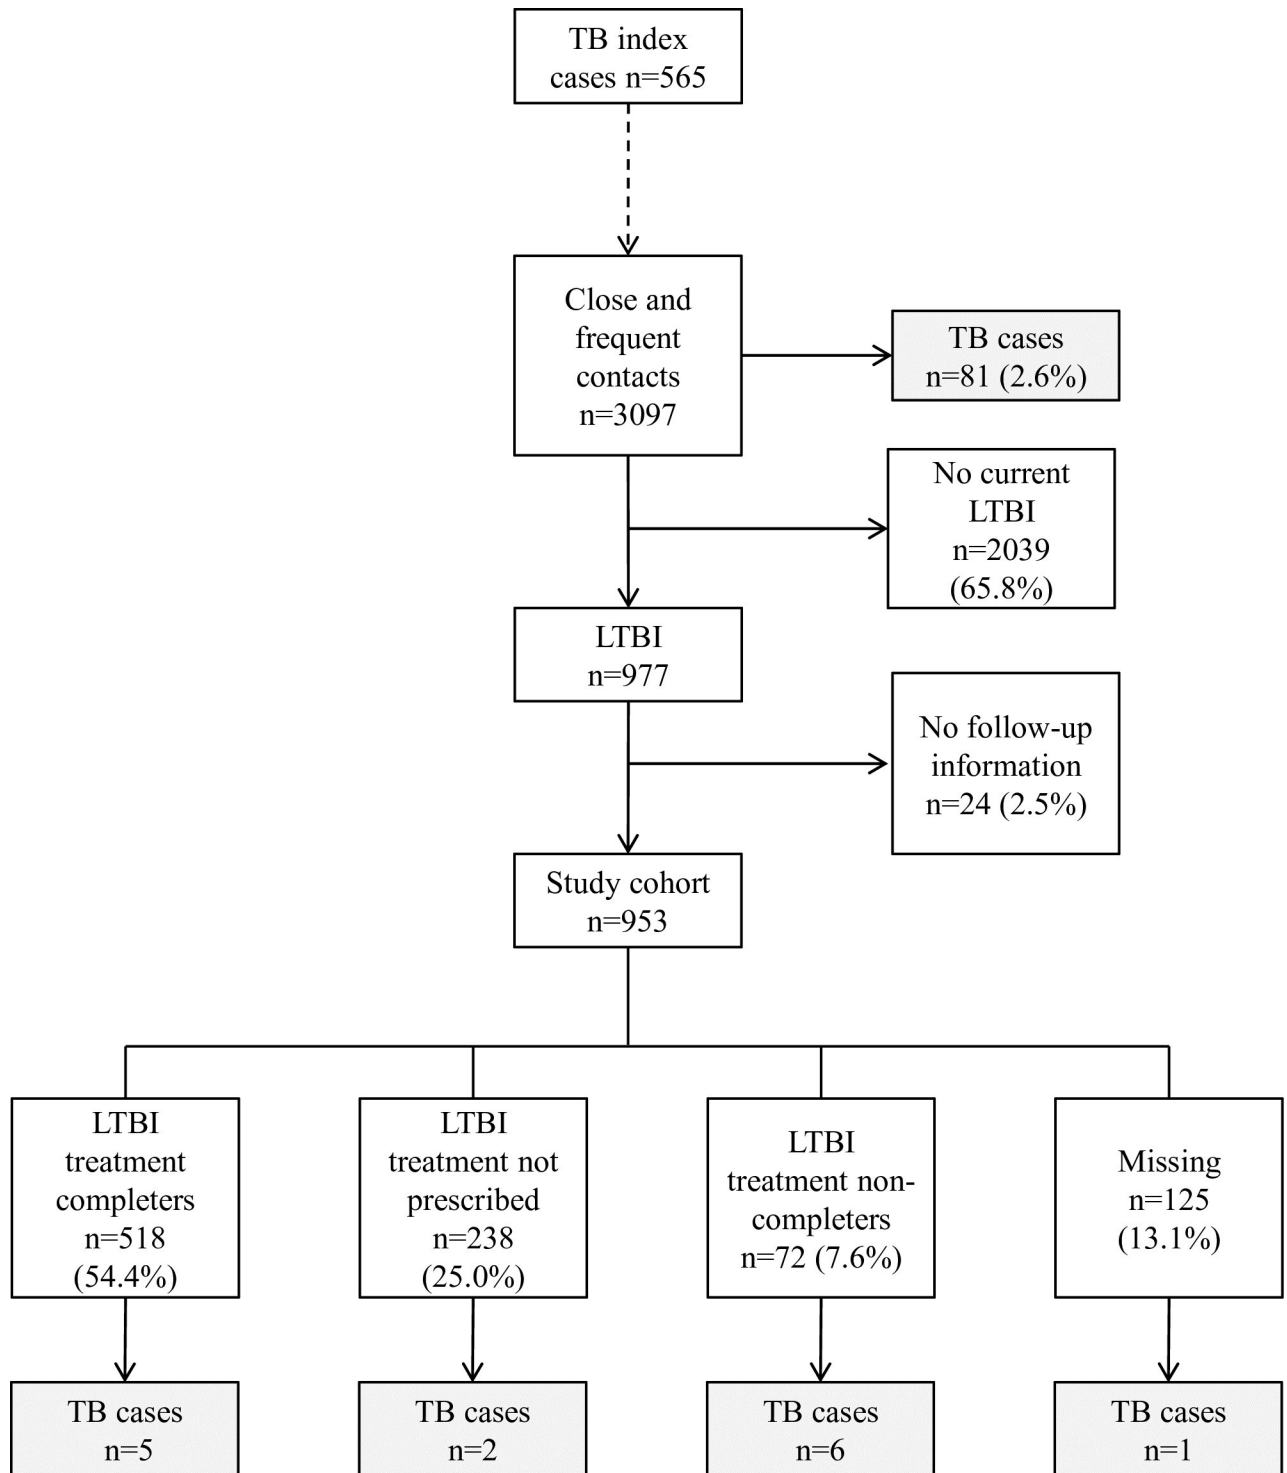 TB index
cases n=565
Close and
frequent
contacts
n=3097
TB cases
n=81 (2.6%)
No current
LTBI
n=2039
(65.8%)
LTBI
n=977
No follow-up
information
n=24 (2.5%)
Study cohort
n=953
LTBI
treatment
completers
n=518
(54.4%)
LTBI
treatment not
prescribed
n=238
(25.0%)
LTBI
treatment non-
completers
n=72 (7.6%)
Missing
n=125
(13.1%)
TB cases
n=5
TB cases
n=2
TB cases
n=6
TB cases
n=1